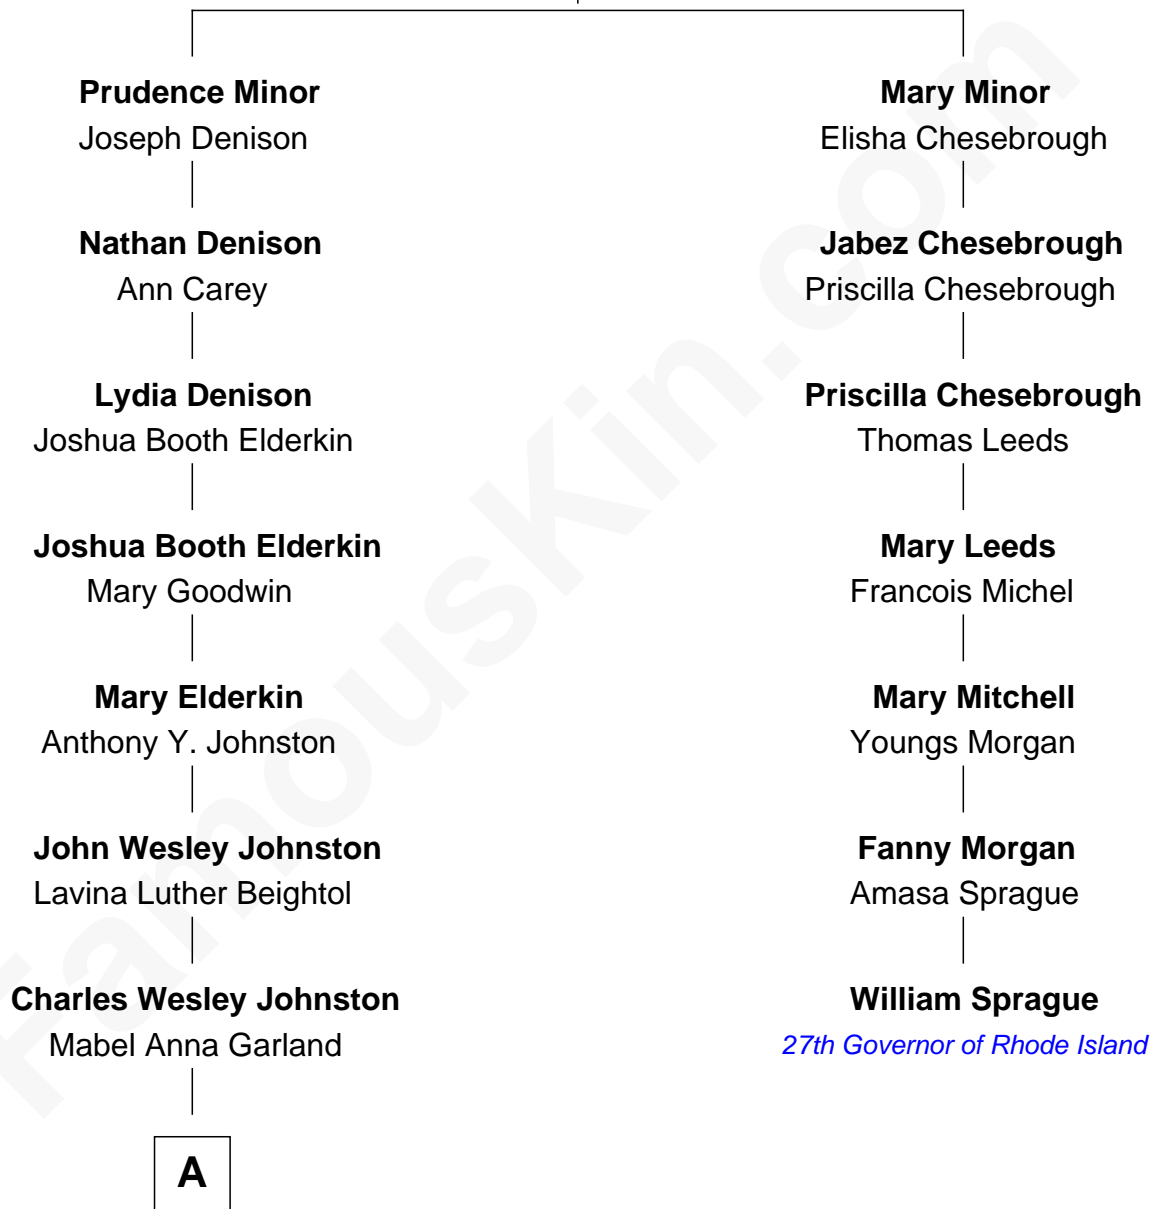 Prudence Minor
Joseph Denison
Nathan Denison
Ann Carey
Lydia Denison
Joshua Booth Elderkin
Joshua Booth Elderkin
Mary Goodwin
Mary Elderkin
Anthony Y. Johnston
John Wesley Johnston
Lavina Luther Beightol
Charles Wesley Johnston
Mabel Anna Garland
A
Mary Minor
Elisha Chesebrough
Jabez Chesebrough
Priscilla Chesebrough
Priscilla Chesebrough
Thomas Leeds
Mary Leeds
Francois Michel
Mary Mitchell
Youngs Morgan
Fanny Morgan
Amasa Sprague
William Sprague
27th Governor of Rhode Island
FamousKin.com